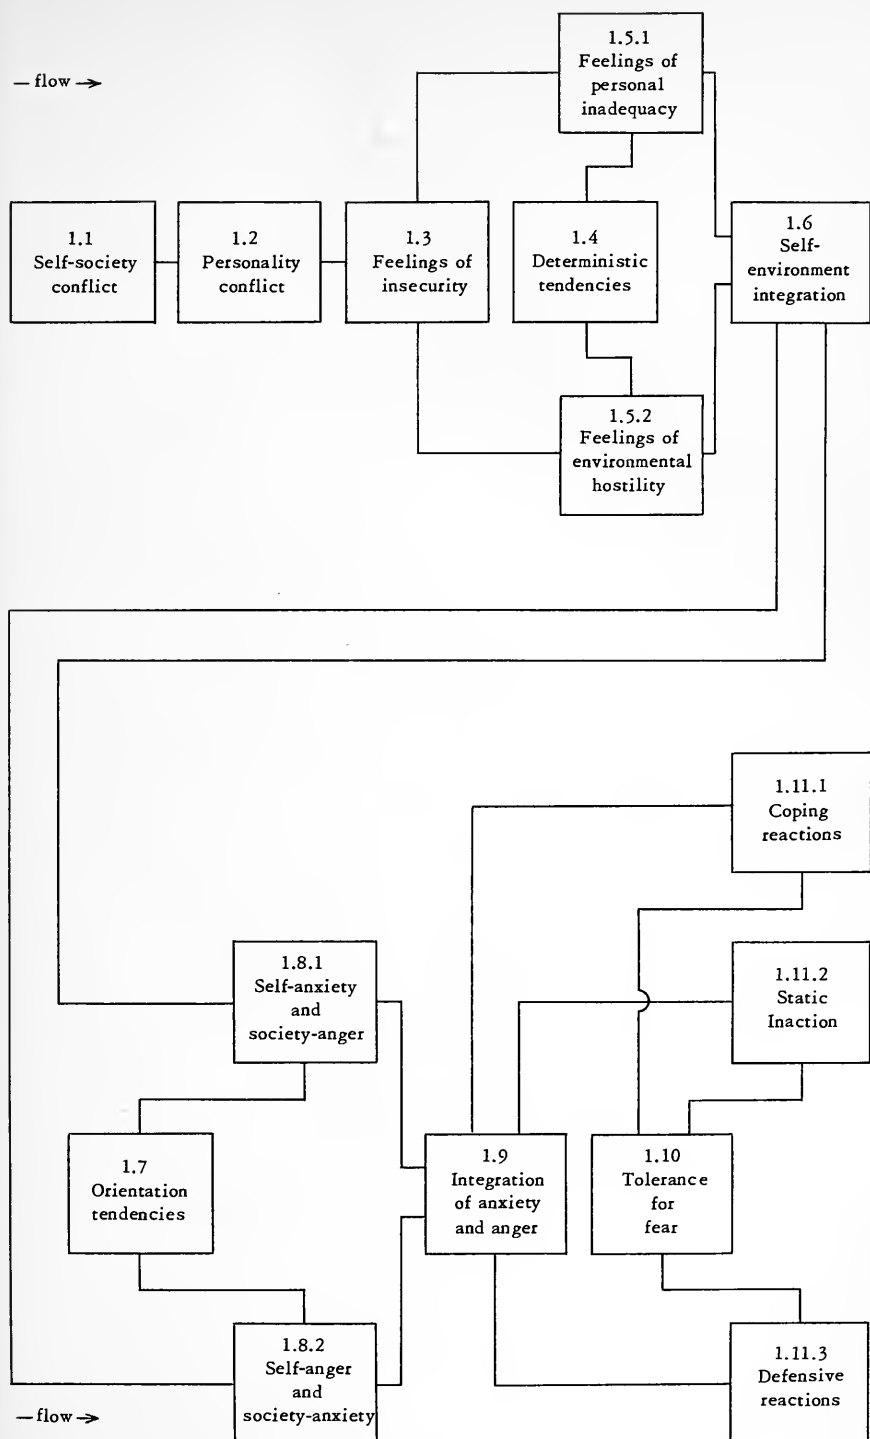 — flow →
1.5.1
Feelings of
personal
inadequacy
1.1
Self-society
conflict
1.2
Personality
conflict
1.3
Feelings of
insecurity
1.4
Deterministic
tendencies
1.6
Self-
environment
integration
1.5.2
Feelings of
environmental
hostility
1.11.1
Coping
reactions
1.8.1
Self-anxiety
and
society-anger
1.11.2
Static
Inaction
1.7
Orientation
tendencies
1.9
Integration
of anxiety
and anger
1.10
Tolerance
for
fear
1.8.2
Self-anger
and
society-anxiety
1.11.3
Defensive
reactions
— flow →